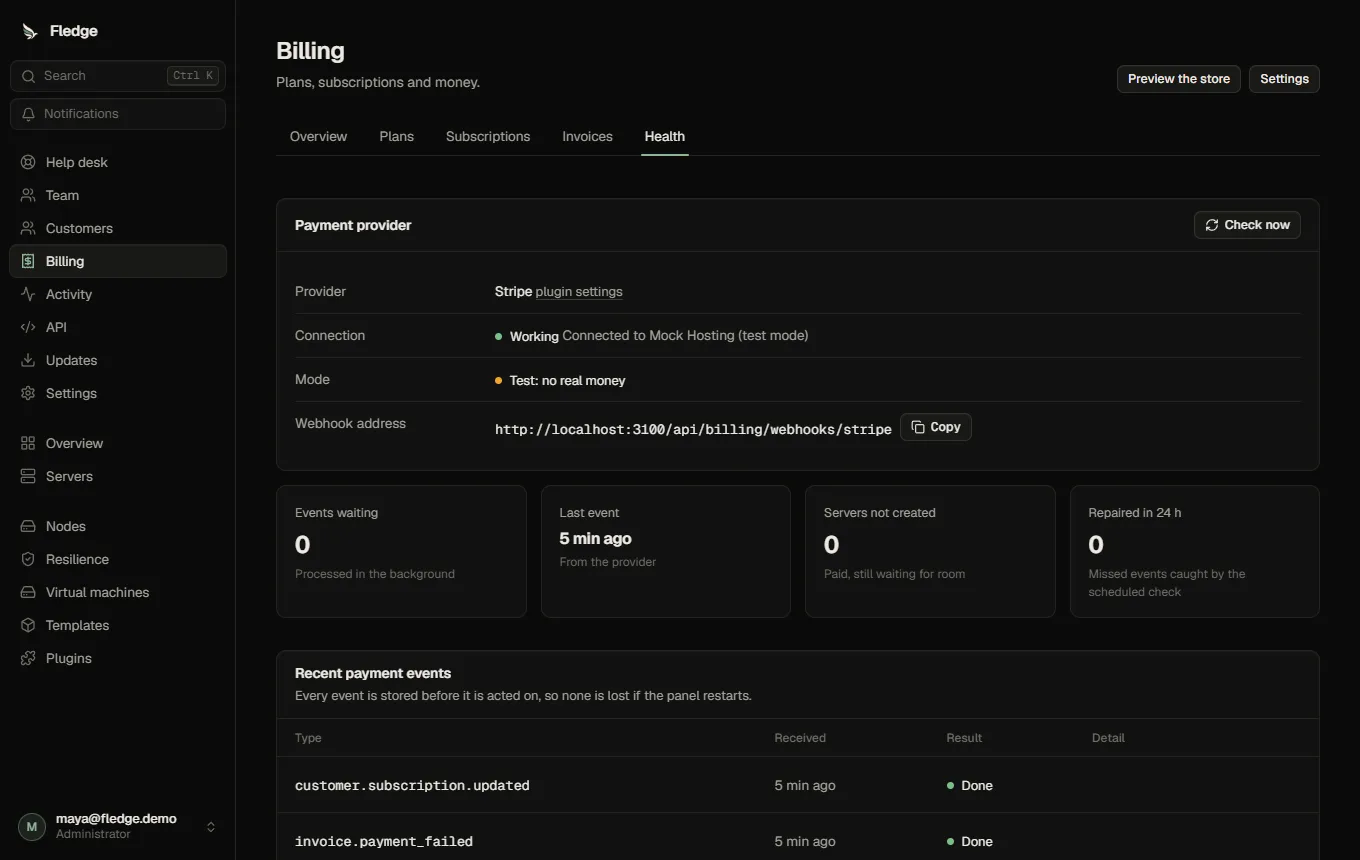 Fledge
Search Ctrl K
Notifications
Help desk
Team
Customers
Billing
Activity
API
Updates
Settings
Overview
Servers
Nodes
Resilience
Virtual machines
Templates
Plugins
M
maya@fledge.demo
Administrator
Billing
Plans, subscriptions and money.
Preview the store Settings
Overview Plans Subscriptions Invoices Health
Payment provider Check now
Provider Stripe plugin settings
Connection Working Connected to Mock Hosting (test mode)
Mode Test: no real money
Webhook address http://localhost:3100/api/billing/webhooks/stripe Copy
Events waiting
0
Processed in the background
Last event
5 min ago
From the provider
Servers not created
0
Paid, still waiting for room
Repaired in 24 h
0
Missed events caught by the
scheduled check
Recent payment events
Every event is stored before it is acted on, so none is lost if the panel restarts.
Type Received Result Detail
customer.subscription.updated 5 min ago Done
invoice.payment_failed 5 min ago Done